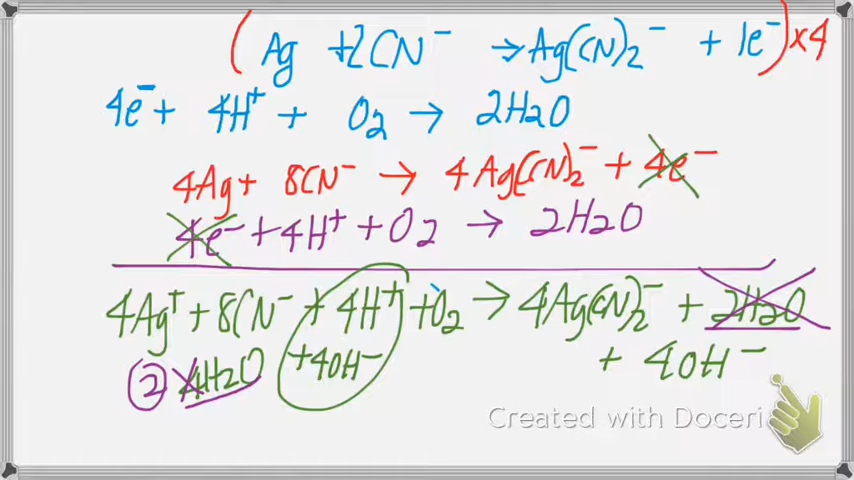 (Ag + 2CN⁻ → Ag(CN)₂⁻ + 1e⁻) × 4
4e⁻ + 4H⁺ + O₂ → 2H₂O
4Ag + 8CN⁻ → 4Ag(CN)₂⁻ + 4e⁻
4e⁻ + 4H⁺ + O₂ → 2H₂O
4Ag⁺ + 8CN⁻ + 4H⁺ + O₂ → 4Ag(CN)₂⁻ + 2H₂O
+ 4OH⁻ + 4OH⁻
2 4H₂O
Created with Doceri